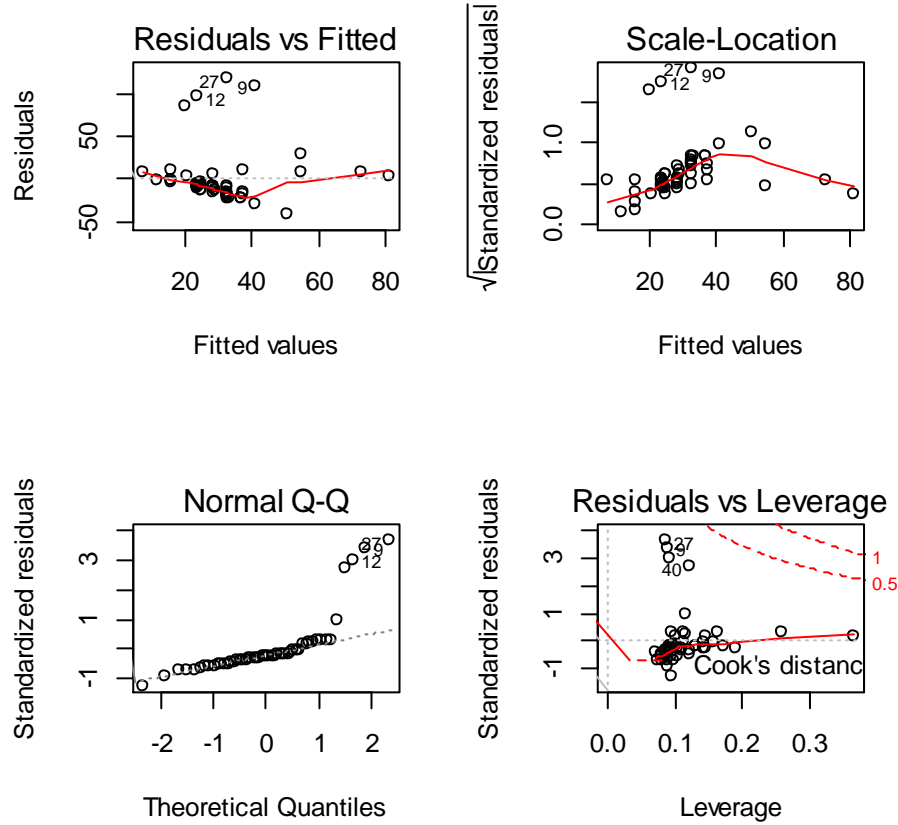 Residuals vs Fitted
Residuals
50
-50
27
9
12
20 40 60 80
Fitted values
Scale-Location
√|Standardized residuals|
1.0
0.0
27
9
12
20 40 60 80
Fitted values
Normal Q-Q
Standardized residuals
3
1
-1
27
9
12
-2 -1 0 1 2
Theoretical Quantiles
Residuals vs Leverage
Standardized residuals
3
1
-1
27
9
40
1
0.5
Cook's distanc
0.0 0.1 0.2 0.3
Leverage